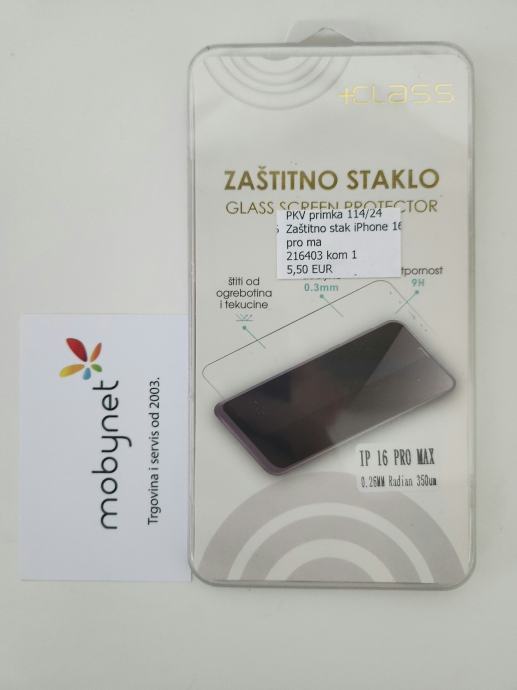 +CLASS
ZAŠTITNO STAKLO
GLASS SCREEN PROTECTOR
PKV primka 114/24
Zaštitno stak iPhone 16
pro ma
216403 kom 1
5,50 EUR
štiti od
ogrebotina
i tekucine
0.3mm
9H
IP 16 PRO MAX
0.26MM Radian 350um
mobynet
Trgovina i servis od 2003.